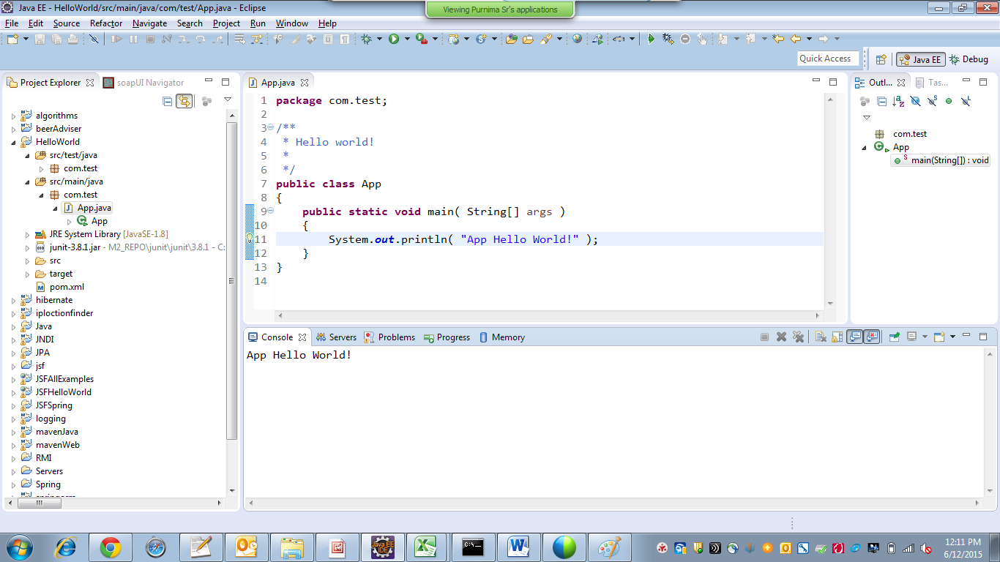 Java EE - HelloWorld/src/main/java/com/test/App.java - Eclipse
Viewing Purnima Sr's applications
File Edit Source Refactor Navigate Search Project Run Window Help
Quick Access
Java EE
Debug
Project Explorer
soapUI Navigator
algorithms
beerAdviser
HelloWorld
src/test/java
com.test
src/main/java
com.test
App.java
App
JRE System Library [JavaSE-1.8]
junit-3.8.1.jar - M2_REPO\junit\junit\3.8.1 - C:
src
target
pom.xml
hibernate
iploctionfinder
Java
JNDI
JPA
jsf
JSFAllExamples
JSFHelloWorld
JSFSpring
logging
mavenJava
mavenWeb
RMI
Servers
Spring
App.java
1 package com.test;
2
3 /**
4 * Hello world!
5 *
6 */
7 public class App
8 {
9 public static void main( String[] args )
10 {
11 System.out.println( "App Hello World!" );
12 }
13 }
14
Outl...
Tas...
com.test
App
main(String[]) : void
Console Servers Problems Progress Memory
App Hello World!
Java EE
IDE
C:\_
12:11 PM
6/12/2015